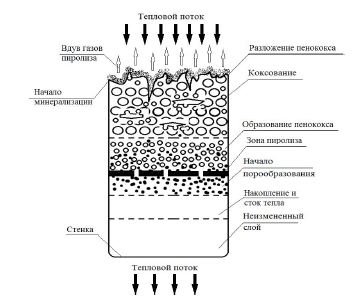 Тепловой поток
Вдув газов
пиролиза
Разложение пенококса
Коксование
Начало
минерализации
Образование пенококса
Зона пиролиза
Начало
порообразования
Накопление и
сток тепла
Неизмененный
слой
Стенка
Тепловой поток